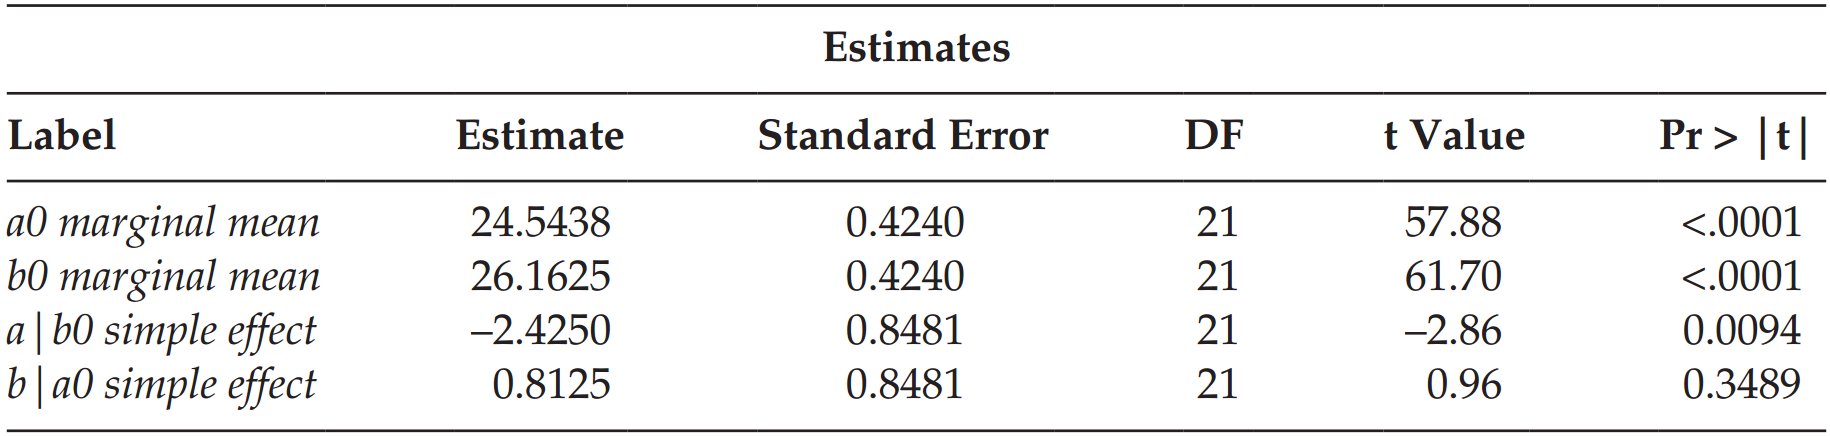 Estimates
Label Estimate Standard Error DF t Value Pr > |t|
a0 marginal mean 24.5438 0.4240 21 57.88 <.0001
b0 marginal mean 26.1625 0.4240 21 61.70 <.0001
a|b0 simple effect –2.4250 0.8481 21 –2.86 0.0094
b|a0 simple effect 0.8125 0.8481 21 0.96 0.3489